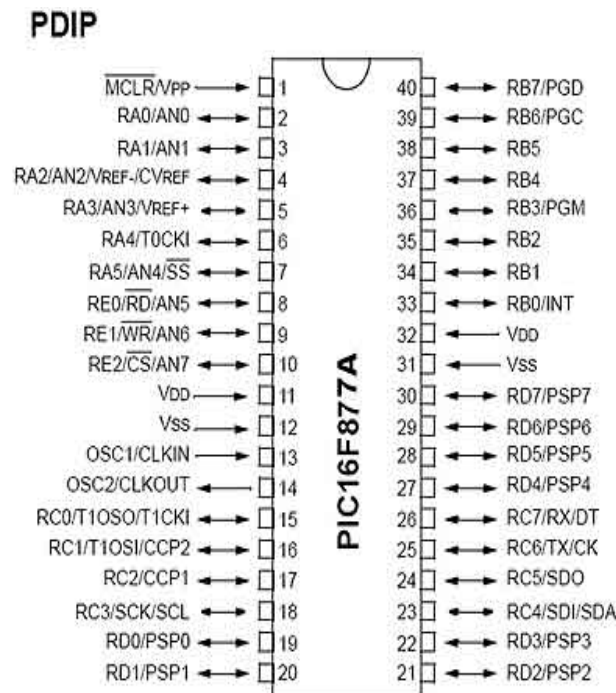 PDIP
MCLR/VPP 1 40 RB7/PGD
RA0/AN0 2 39 RB6/PGC
RA1/AN1 3 38 RB5
RA2/AN2/VREF-/CVREF 4 37 RB4
RA3/AN3/VREF+ 5 36 RB3/PGM
RA4/T0CKI 6 35 RB2
RA5/AN4/SS 7 34 RB1
RE0/RD/AN5 8 33 RB0/INT
RE1/WR/AN6 9 32 VDD
RE2/CS/AN7 10 31 VSS
VDD 11 30 RD7/PSP7
VSS 12 29 RD6/PSP6
OSC1/CLKIN 13 28 RD5/PSP5
OSC2/CLKOUT 14 27 RD4/PSP4
RC0/T1OSO/T1CKI 15 26 RC7/RX/DT
RC1/T1OSI/CCP2 16 25 RC6/TX/CK
RC2/CCP1 17 24 RC5/SDO
RC3/SCK/SCL 18 23 RC4/SDI/SDA
RD0/PSP0 19 22 RD3/PSP3
RD1/PSP1 20 21 RD2/PSP2
PIC16F877A